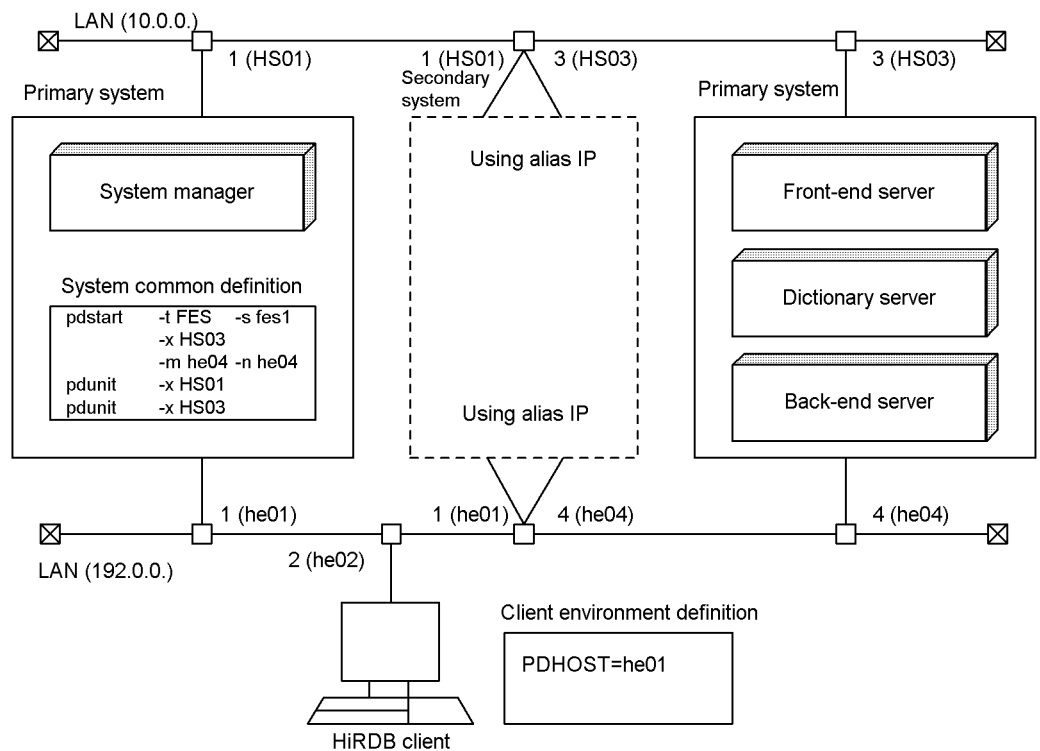 LAN (10.0.0.)
1 (HS01)
1 (HS01)
3 (HS03)
3 (HS03)
Primary system
Secondary
system
Primary system
Using alias IP
System manager
Front-end server
System common definition
pdstart -t FES -s fes1
-x HS03
-m he04 -n he04
pdunit -x HS01
pdunit -x HS03
Dictionary server
Back-end server
Using alias IP
1 (he01)
1 (he01)
4 (he04)
4 (he04)
2 (he02)
LAN (192.0.0.)
Client environment definition
PDHOST=he01
HiRDB client